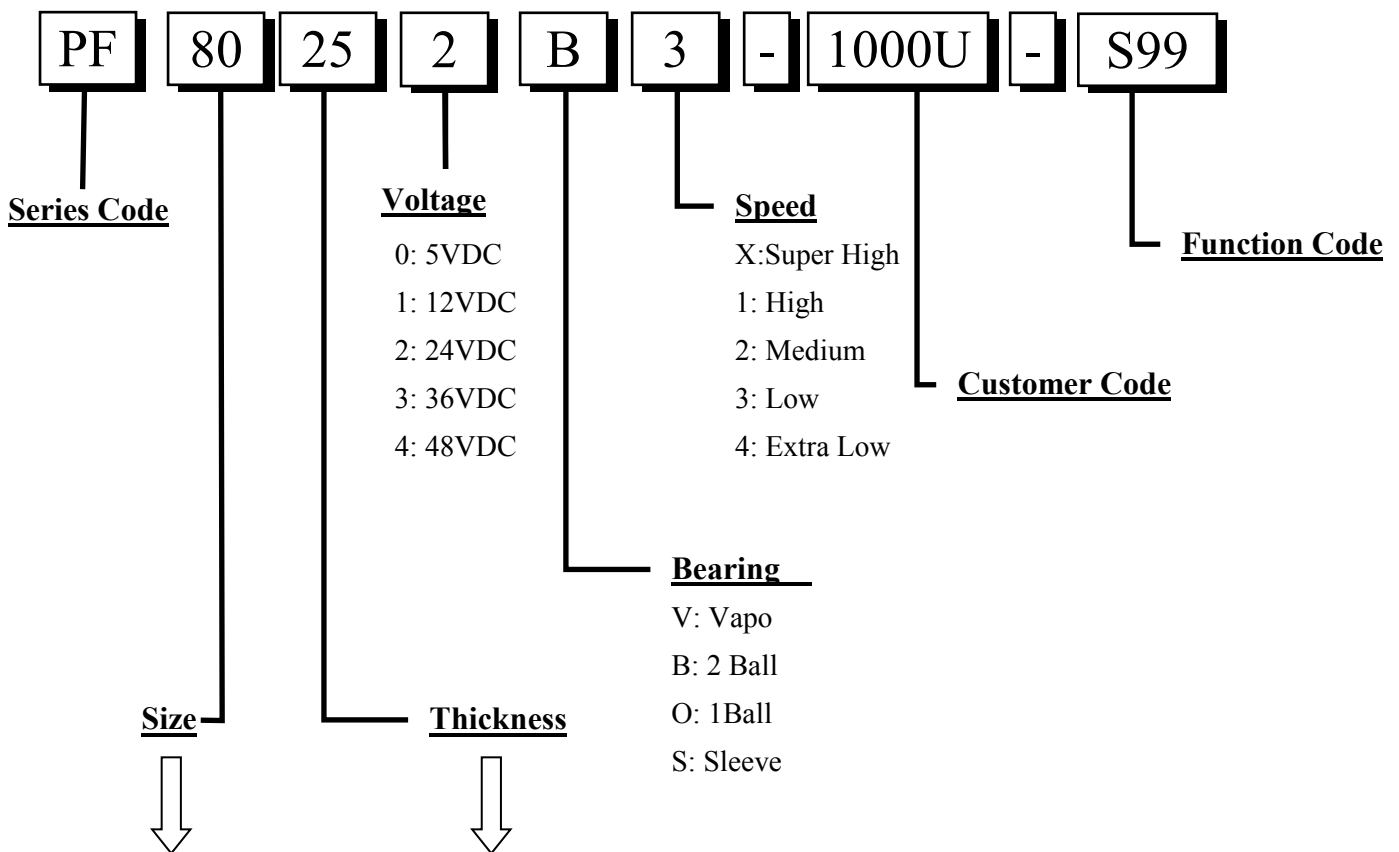 PF 80 25 2 B 3 - 1000U - S99
Series Code
Voltage
0: 5VDC
1: 12VDC
2: 24VDC
3: 36VDC
4: 48VDC
Speed
X:Super High
1: High
2: Medium
3: Low
4: Extra Low
Function Code
Customer Code
Bearing
V: Vapo
B: 2 Ball
O: 1Ball
S: Sleeve
Size
Thickness